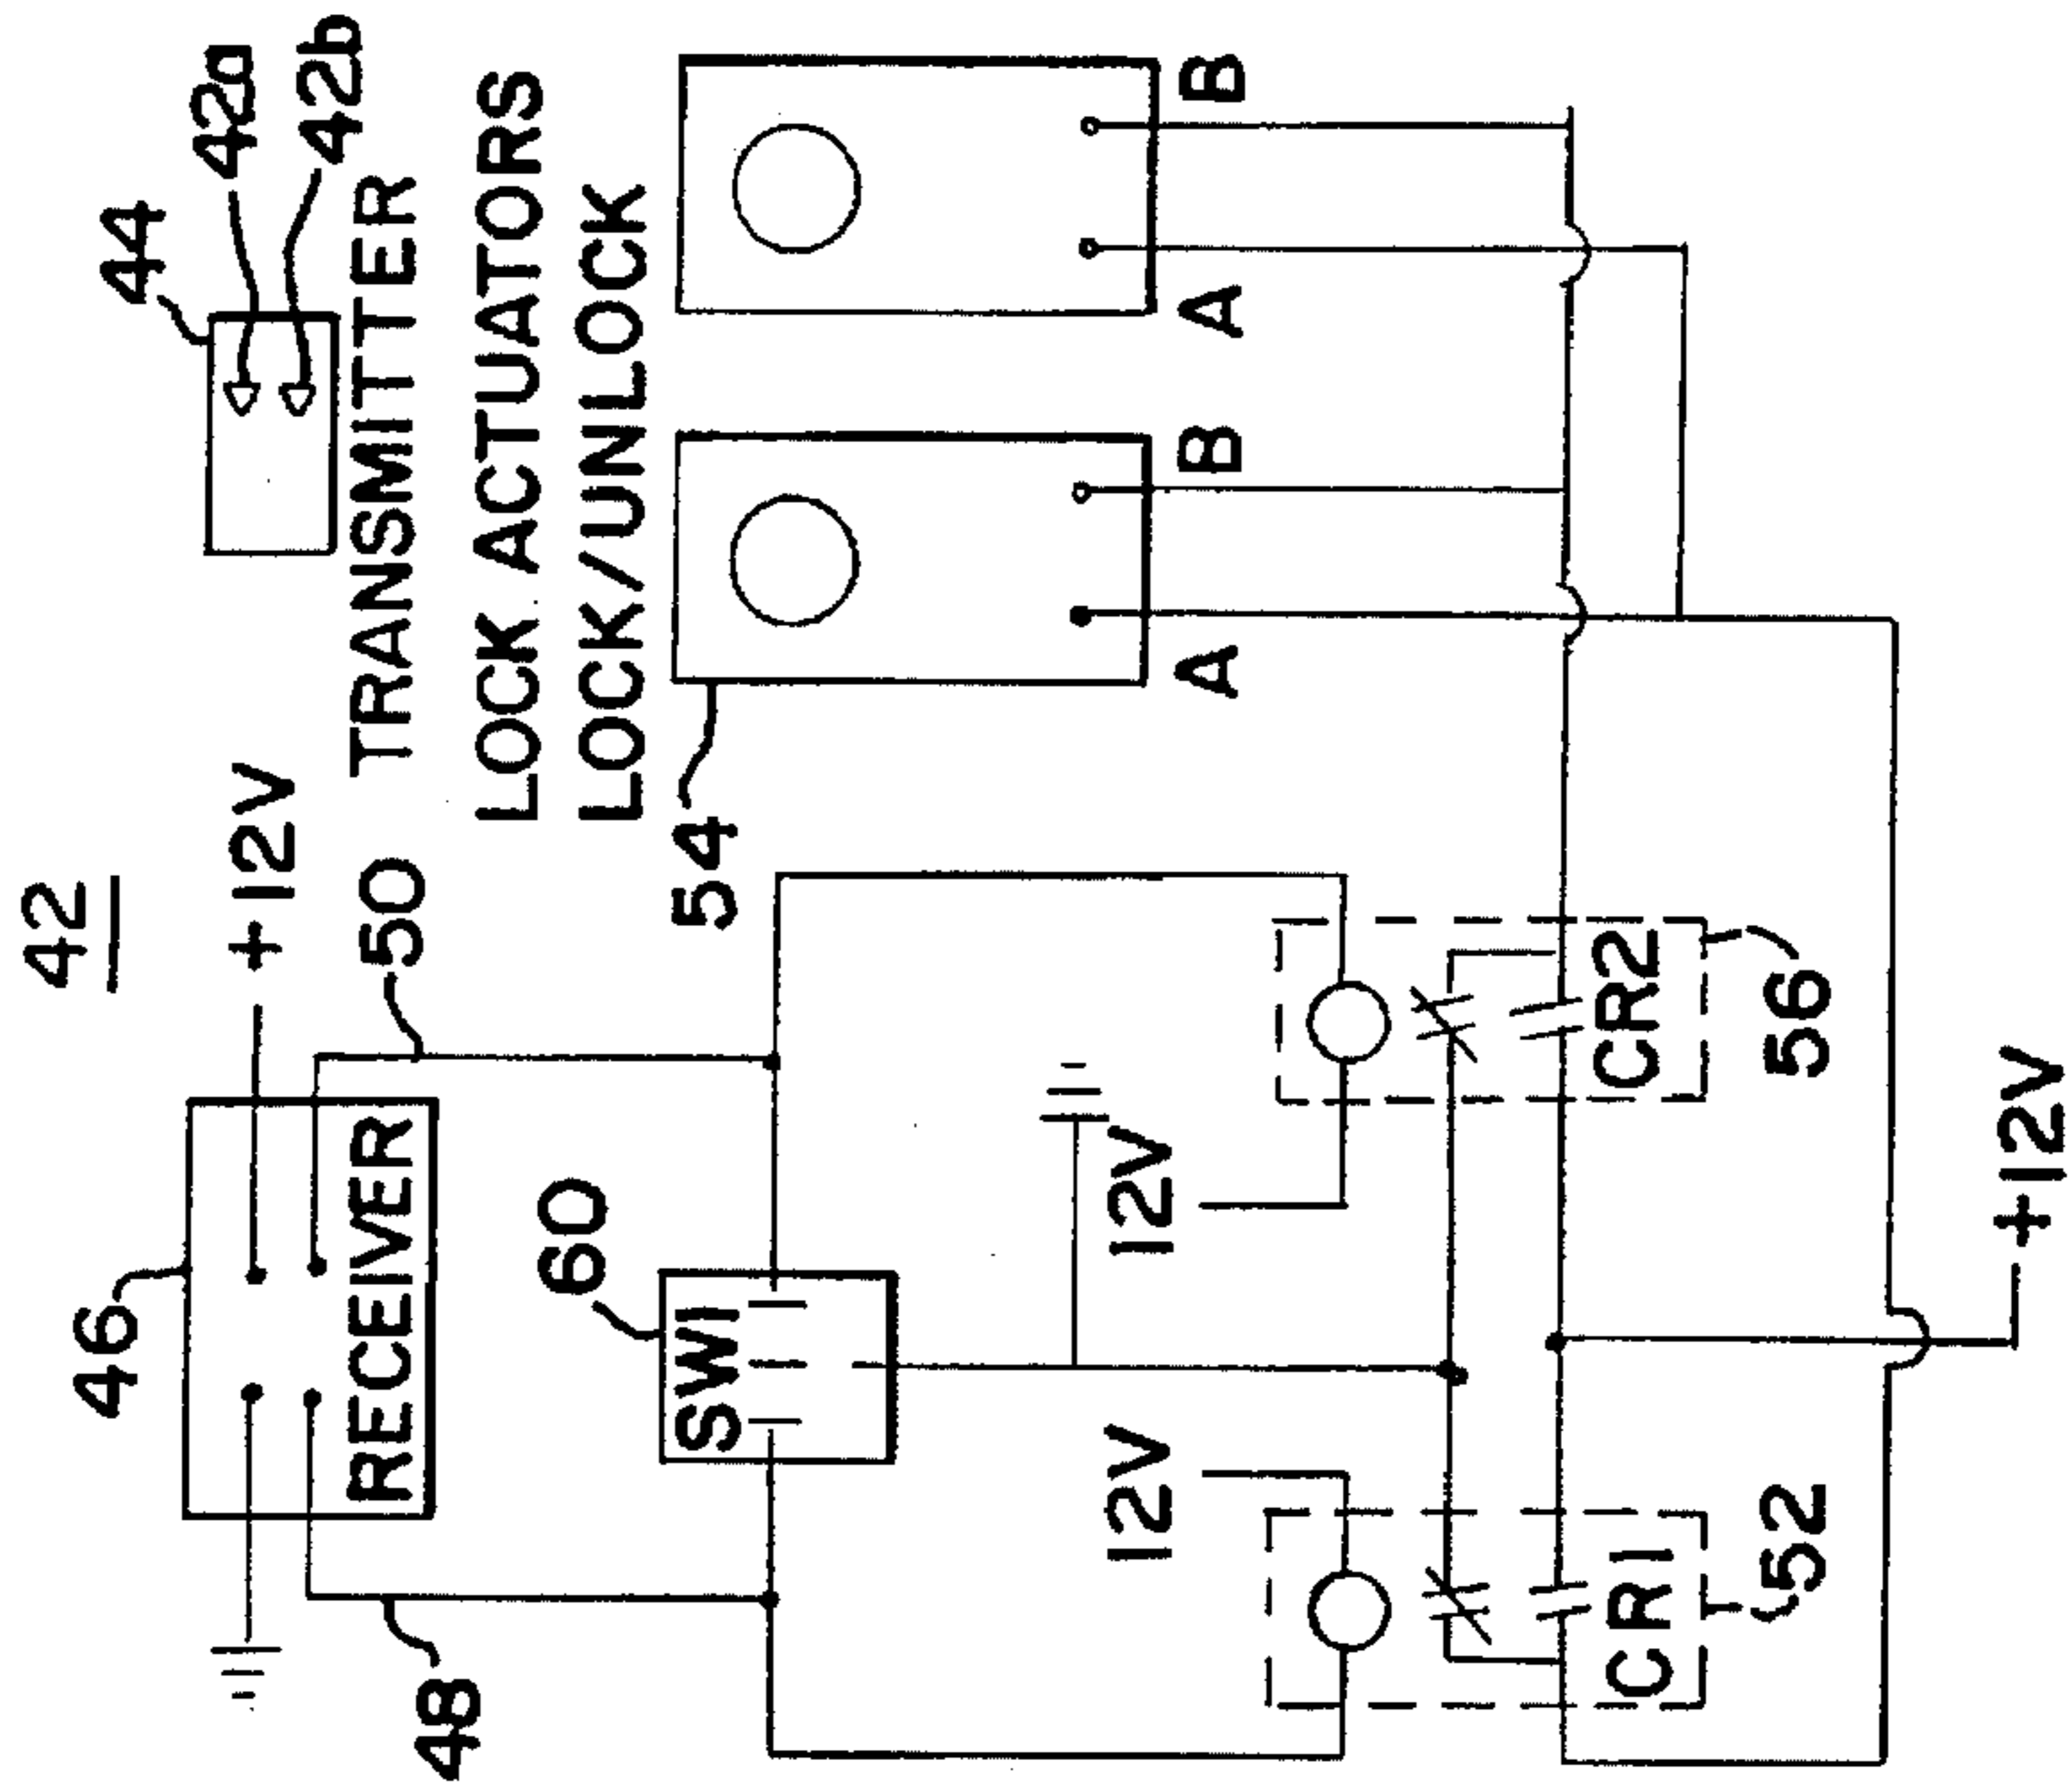 42
44
42a
42b
TRANSMITTER
+12V
50
46
RECEIVER
48
LOCK ACTUATORS
LOCK/UNLOCK
54
A
B
A
B
60
SW1
12V
12V
CR1
52
CR2
56
+12V